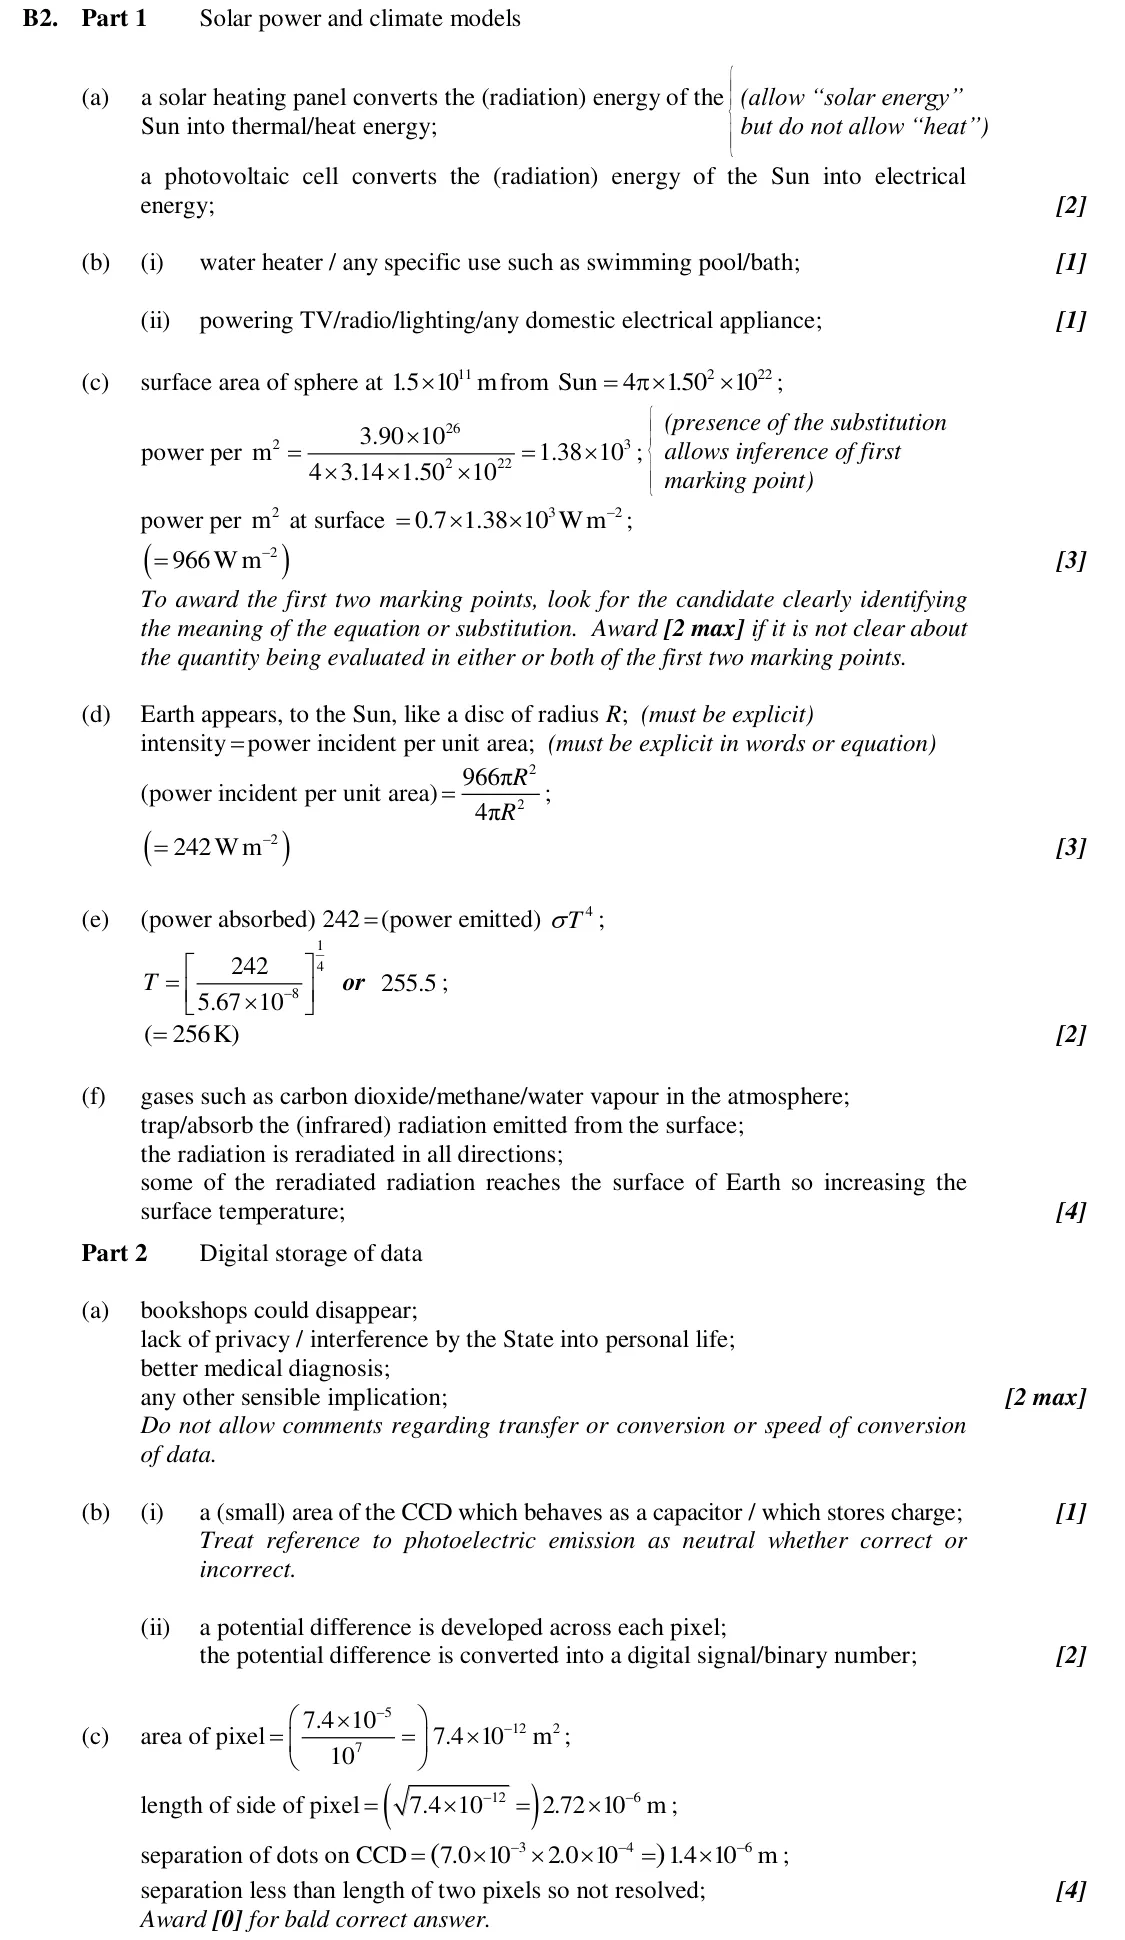 B2. Part 1 Solar power and climate models
(a) a solar heating panel converts the (radiation) energy of the (allow “solar energy”
Sun into thermal/heat energy; but do not allow “heat”)
a photovoltaic cell converts the (radiation) energy of the Sun into electrical
energy; [2]
(b) (i) water heater / any specific use such as swimming pool/bath; [1]
(ii) powering TV/radio/lighting/any domestic electrical appliance; [1]
(c) surface area of sphere at 1.5×10¹¹ m from Sun = 4π×1.50²×10²² ;
power per m² = 3.90×10²⁶ / 4×3.14×1.50²×10²² = 1.38×10³ ; (presence of the substitution
allows inference of first
marking point)
power per m² at surface = 0.7×1.38×10³ W m⁻² ;
(= 966 W m⁻²) [3]
To award the first two marking points, look for the candidate clearly identifying
the meaning of the equation or substitution. Award [2 max] if it is not clear about
the quantity being evaluated in either or both of the first two marking points.
(d) Earth appears, to the Sun, like a disc of radius R; (must be explicit)
intensity = power incident per unit area; (must be explicit in words or equation)
(power incident per unit area) = 966πR² / 4πR² ;
(= 242 W m⁻²) [3]
(e) (power absorbed) 242 = (power emitted) σT⁴ ;
T = [242 / 5.67×10⁻⁸]^(1/4) or 255.5 ;
(= 256 K) [2]
(f) gases such as carbon dioxide/methane/water vapour in the atmosphere;
trap/absorb the (infrared) radiation emitted from the surface;
the radiation is reradiated in all directions;
some of the reradiated radiation reaches the surface of Earth so increasing the
surface temperature; [4]
Part 2 Digital storage of data
(a) bookshops could disappear;
lack of privacy / interference by the State into personal life;
better medical diagnosis;
any other sensible implication; [2 max]
Do not allow comments regarding transfer or conversion or speed of conversion
of data.
(b) (i) a (small) area of the CCD which behaves as a capacitor / which stores charge; [1]
Treat reference to photoelectric emission as neutral whether correct or
incorrect.
(ii) a potential difference is developed across each pixel;
the potential difference is converted into a digital signal/binary number; [2]
(c) area of pixel = (7.4×10⁻⁵ / 10⁷ =) 7.4×10⁻¹² m² ;
length of side of pixel = (√7.4×10⁻¹² =) 2.72×10⁻⁶ m ;
separation of dots on CCD = (7.0×10⁻³×2.0×10⁻⁴ =) 1.4×10⁻⁶ m ;
separation less than length of two pixels so not resolved; [4]
Award [0] for bald correct answer.